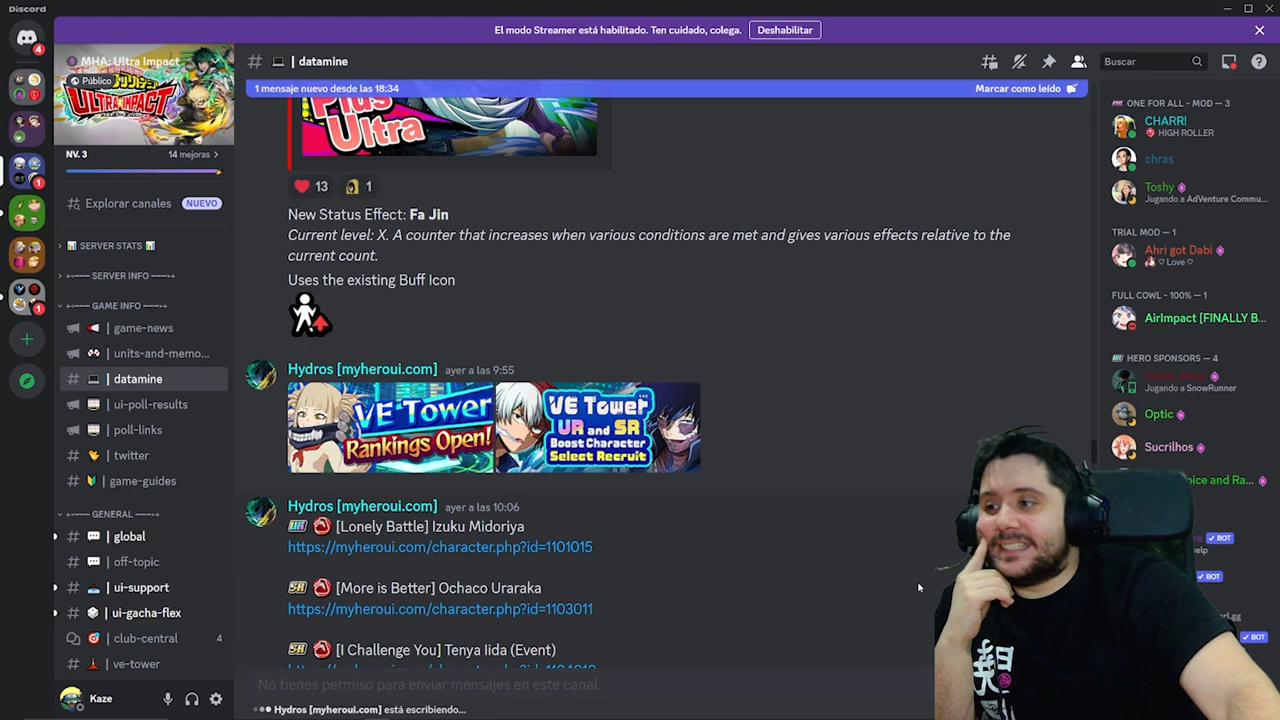 Discord
El modo Streamer está habilitado. Ten cuidado, colega.
Deshabilitar
4
1
1
MHA: Ultra Impact
Público
ULTRA IMPACT
NV. 3
14 mejoras
Explorar canales
NUEVO
SERVER STATS
SERVER INFO
GAME INFO
game-news
units-and-memo...
datamine
ui-poll-results
poll-links
twitter
game-guides
GENERAL
global
off-topic
ui-support
ui-gacha-flex
club-central
4
ve-tower
Kaze
# | datamine
Buscar
1 mensaje nuevo desde las 18:34
Marcar como leído
Plus
Ultra
13
1
New Status Effect: Fa Jin
Current level: X. A counter that increases when various conditions are met and gives various effects relative to the
current count.
Uses the existing Buff Icon
Hydros [myheroui.com] ayer a las 9:55
VE Tower
Rankings Open!
VE Tower
UR and SR
Boost Character
Select Recruit
Hydros [myheroui.com] ayer a las 10:06
UR [Lonely Battle] Izuku Midoriya
https://myheroui.com/character.php?id=1101015
SR [More is Better] Ochaco Uraraka
https://myheroui.com/character.php?id=1103011
SR [I Challenge You] Tenya Iida (Event)
No tienes permiso para enviar mensajes en este canal.
Hydros [myheroui.com] está escribiendo...
ONE FOR ALL - MOD — 3
CHARR!
HIGH ROLLER
chras
Toshy
Jugando a AdVenture Commu...
TRIAL MOD — 1
Ahri got Dabi
Love ♡
FULL COWL - 100% — 1
AirImpact [FINALLY B...
HERO SPONSORS — 4
Jugando a SnowRunner
Optic
Sucrilhos
BOT
BOT
BOT